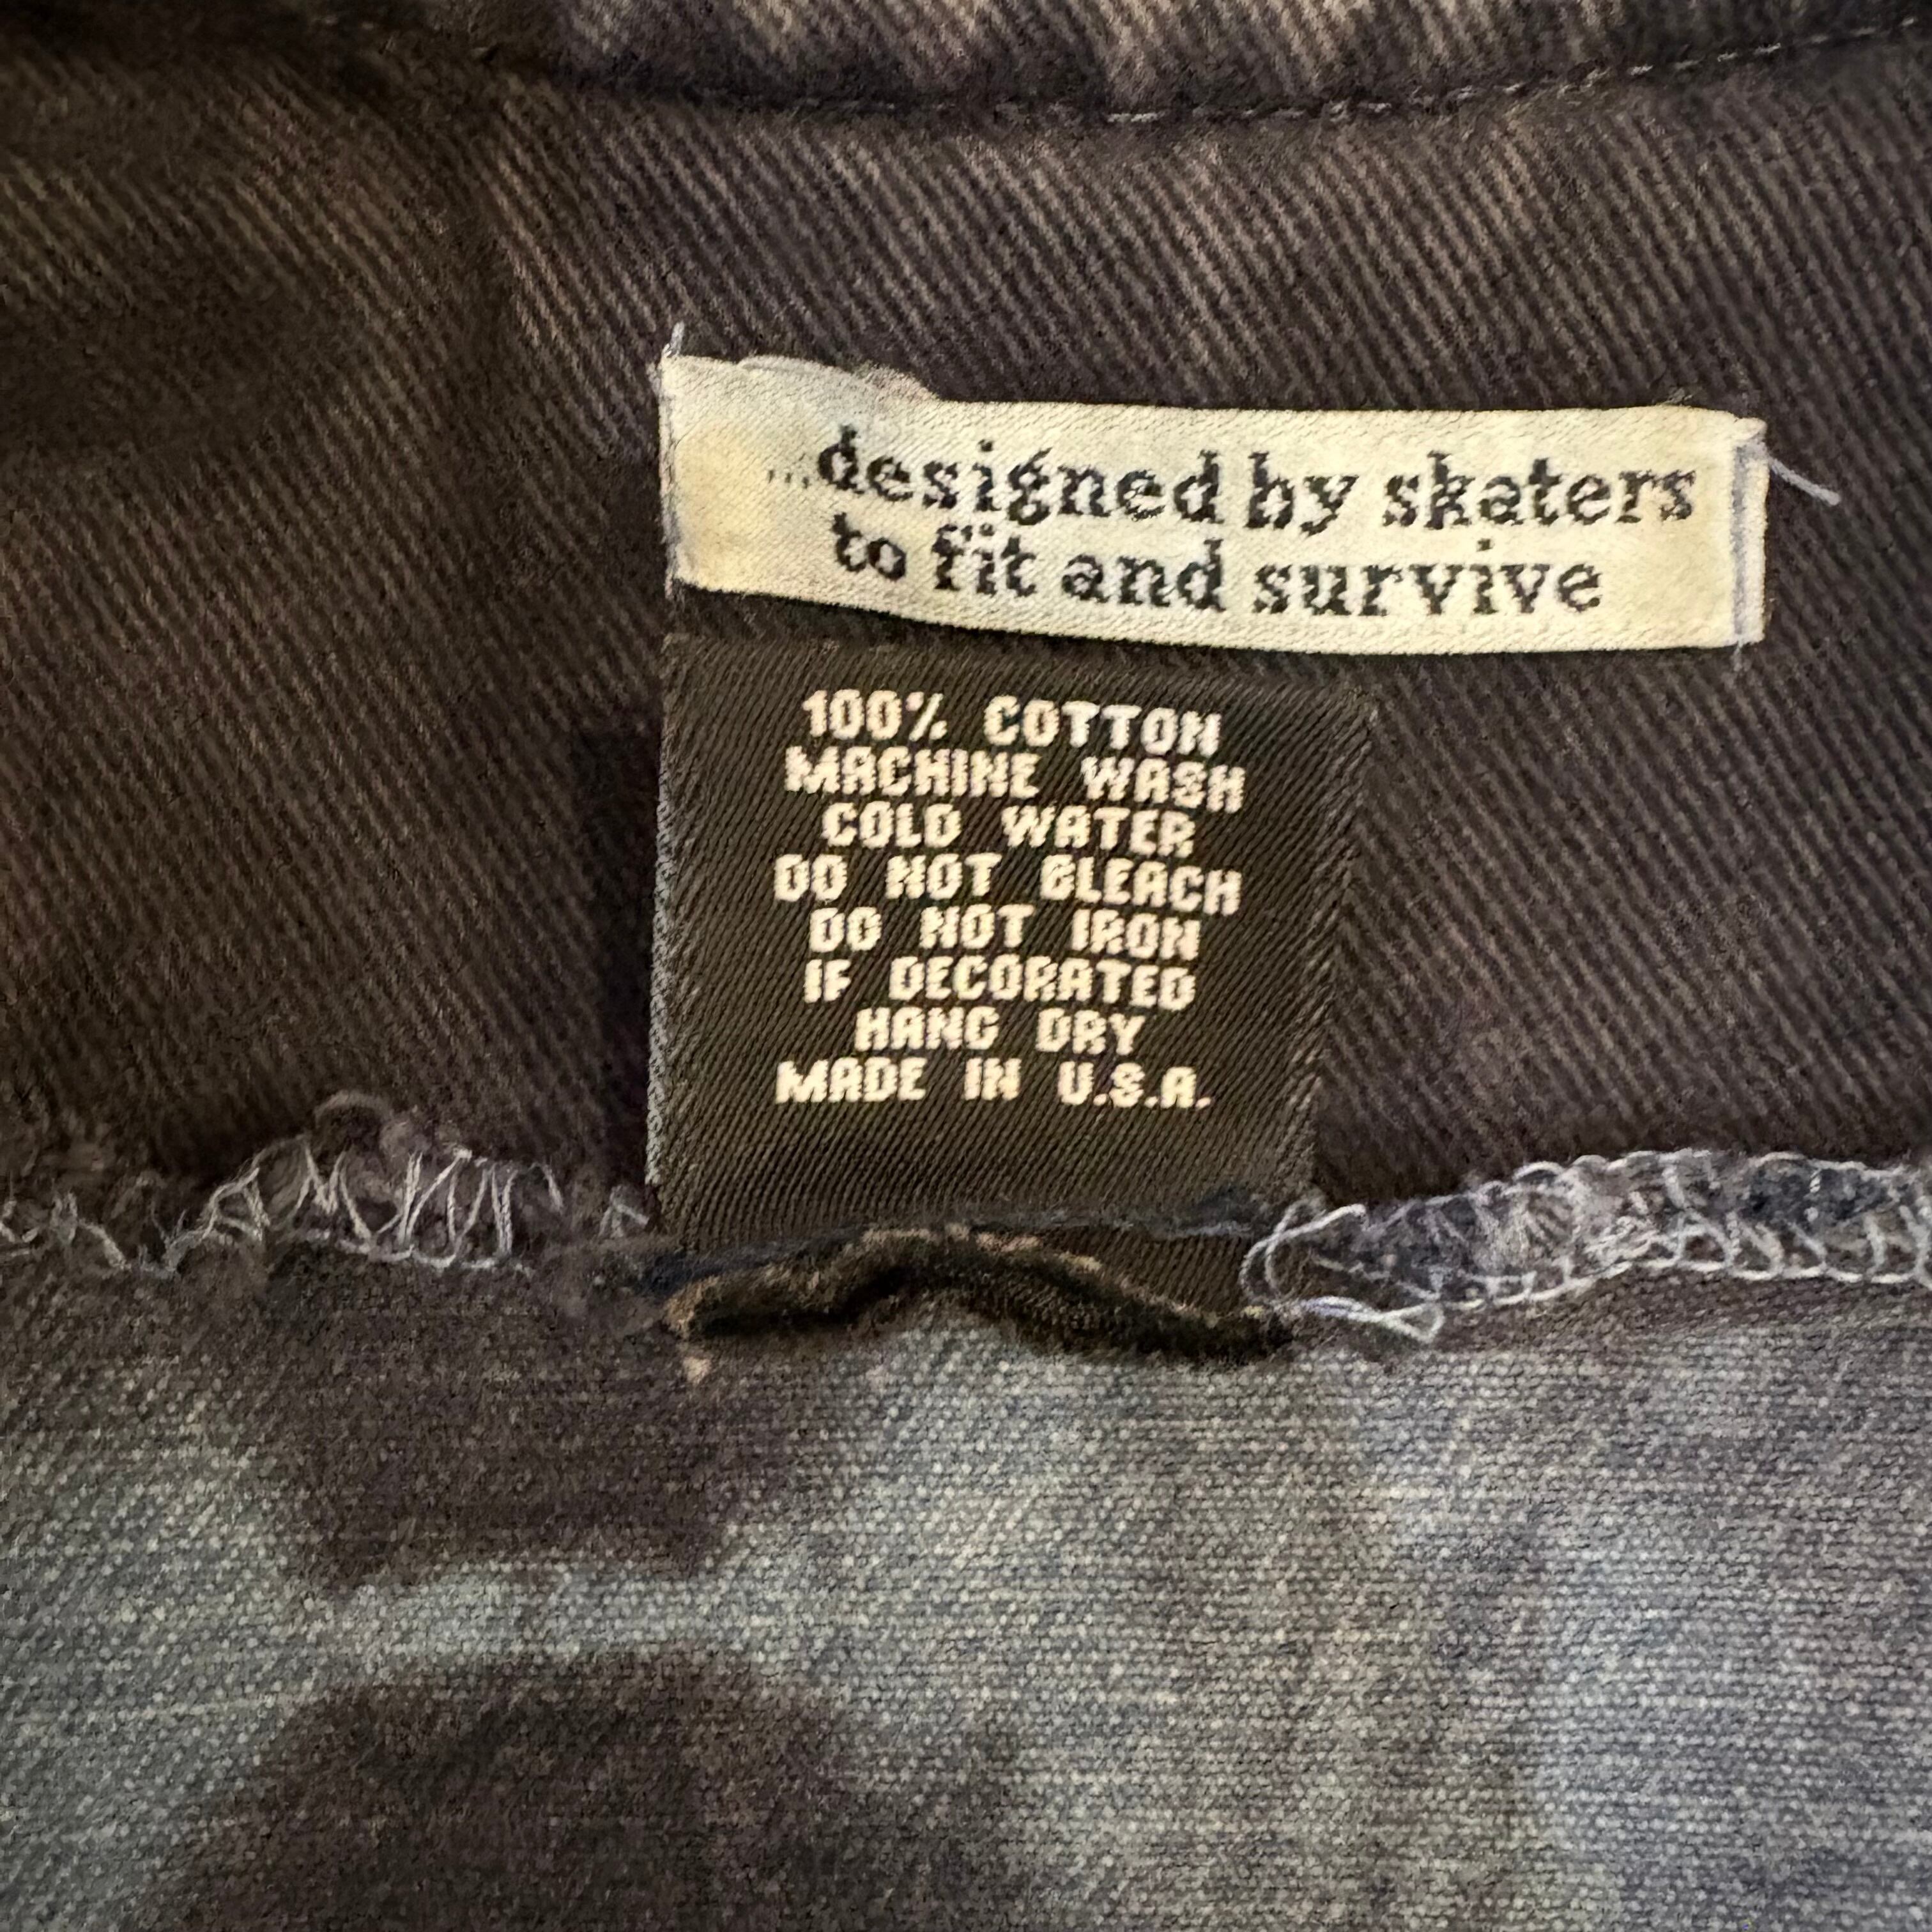 ...designed by skaters
to fit and survive
100% COTTON
MACHINE WASH
COLD WATER
DO NOT BLEACH
DO NOT IRON
IF DECORATED
HANG DRY
MADE IN U.S.A.